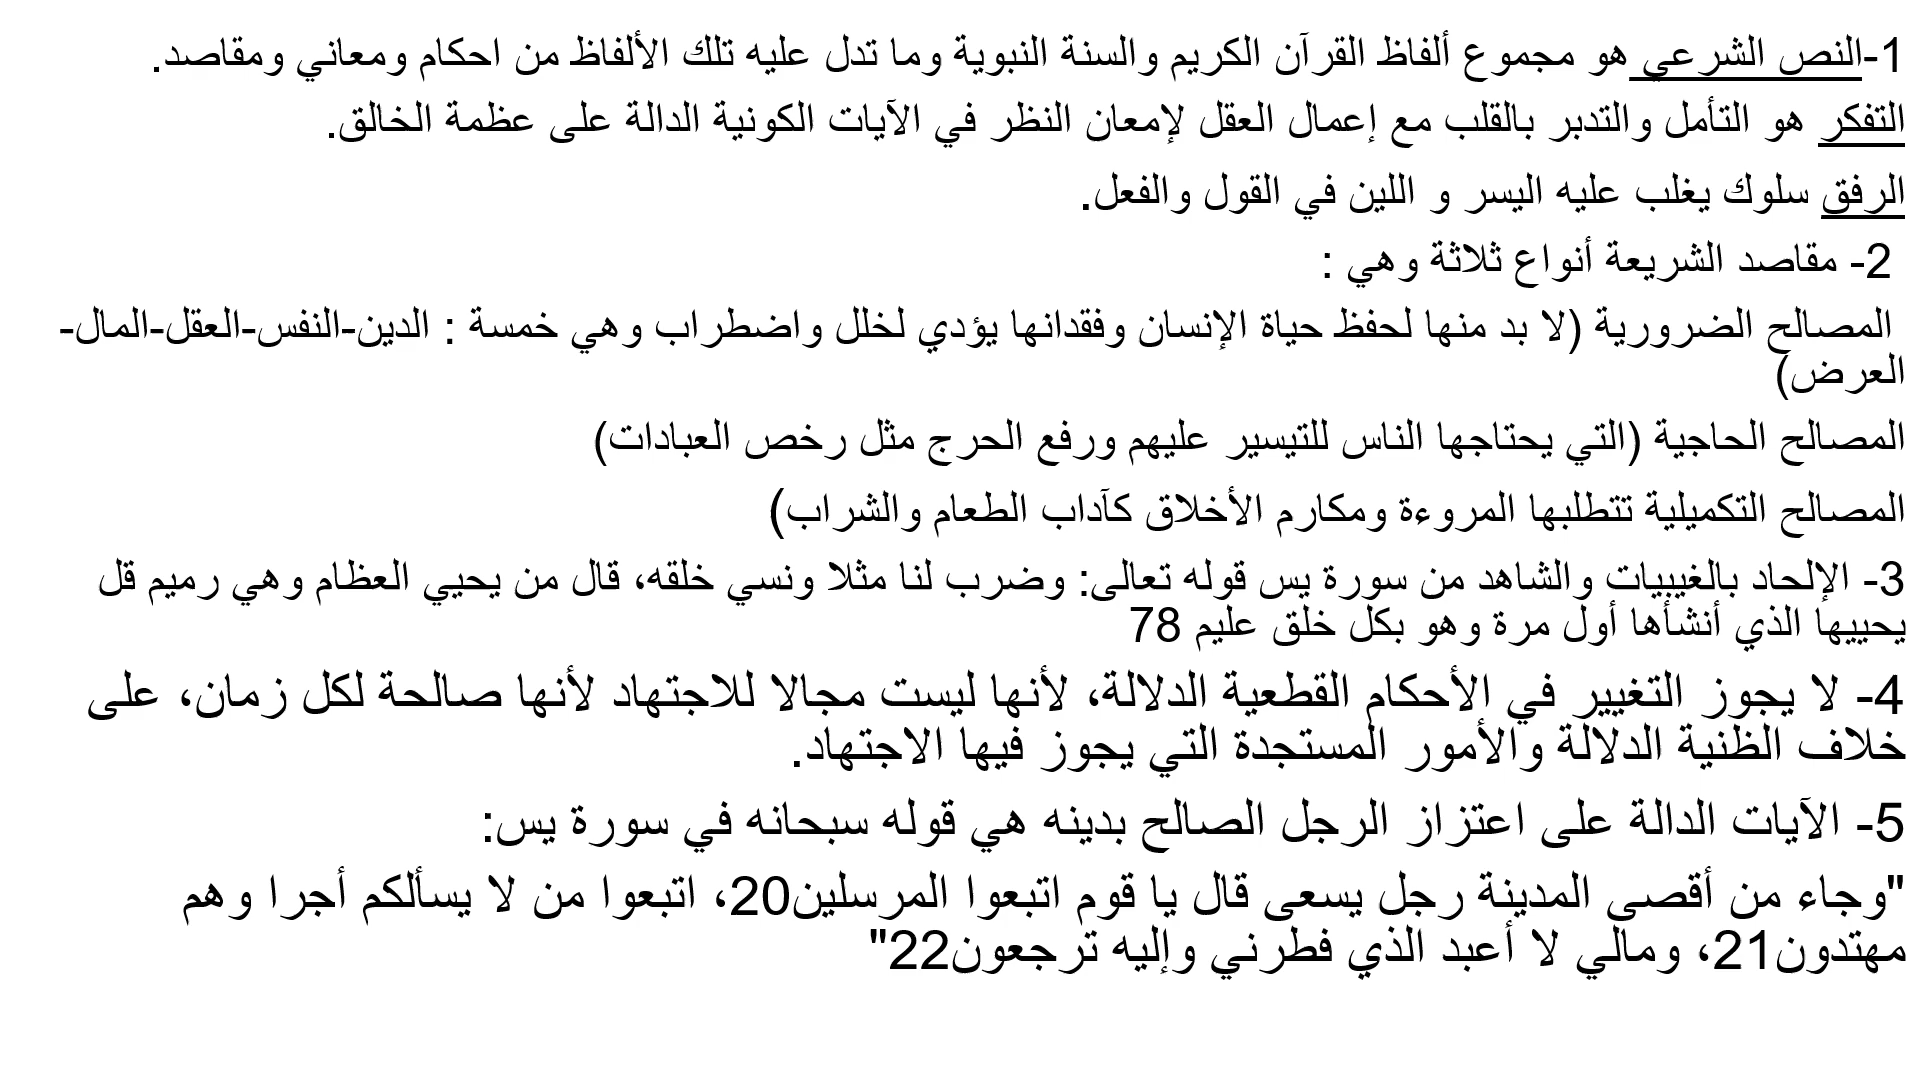 1-النص الشرعي هو مجموع ألفاظ القرآن الكريم والسنة النبوية وما تدل عليه تلك الألفاظ من احكام ومعاني ومقاصد.
التفكر هو التأمل والتدبر بالقلب مع إعمال العقل لإمعان النظر في الآيات الكونية الدالة على عظمة الخالق.
الرفق سلوك يغلب عليه اليسر و اللين في القول والفعل.
2- مقاصد الشريعة أنواع ثلاثة وهي :
المصالح الضرورية (لا بد منها لحفظ حياة الإنسان وفقدانها يؤدي لخلل واضطراب وهي خمسة : الدين-النفس-العقل-المال-
العرض)
المصالح الحاجية (التي يحتاجها الناس للتيسير عليهم ورفع الحرج مثل رخص العبادات)
المصالح التكميلية تتطلبها المروءة ومكارم الأخلاق كآداب الطعام والشراب)
3- الإلحاد بالغيبيات والشاهد من سورة يس قوله تعالى: وضرب لنا مثلا ونسي خلقه، قال من يحيي العظام وهي رميم قل
يحييها الذي أنشأها أول مرة وهو بكل خلق عليم 78
4- لا يجوز التغيير في الأحكام القطعية الدلالة، لأنها ليست مجالا للاجتهاد لأنها صالحة لكل زمان، على
خلاف الظنية الدلالة والأمور المستجدة التي يجوز فيها الاجتهاد.
5- الآيات الدالة على اعتزاز الرجل الصالح بدينه هي قوله سبحانه في سورة يس:
"وجاء من أقصى المدينة رجل يسعى قال يا قوم اتبعوا المرسلين20، اتبعوا من لا يسألكم أجرا وهم
مهتدون21، ومالي لا أعبد الذي فطرني وإليه ترجعون22"